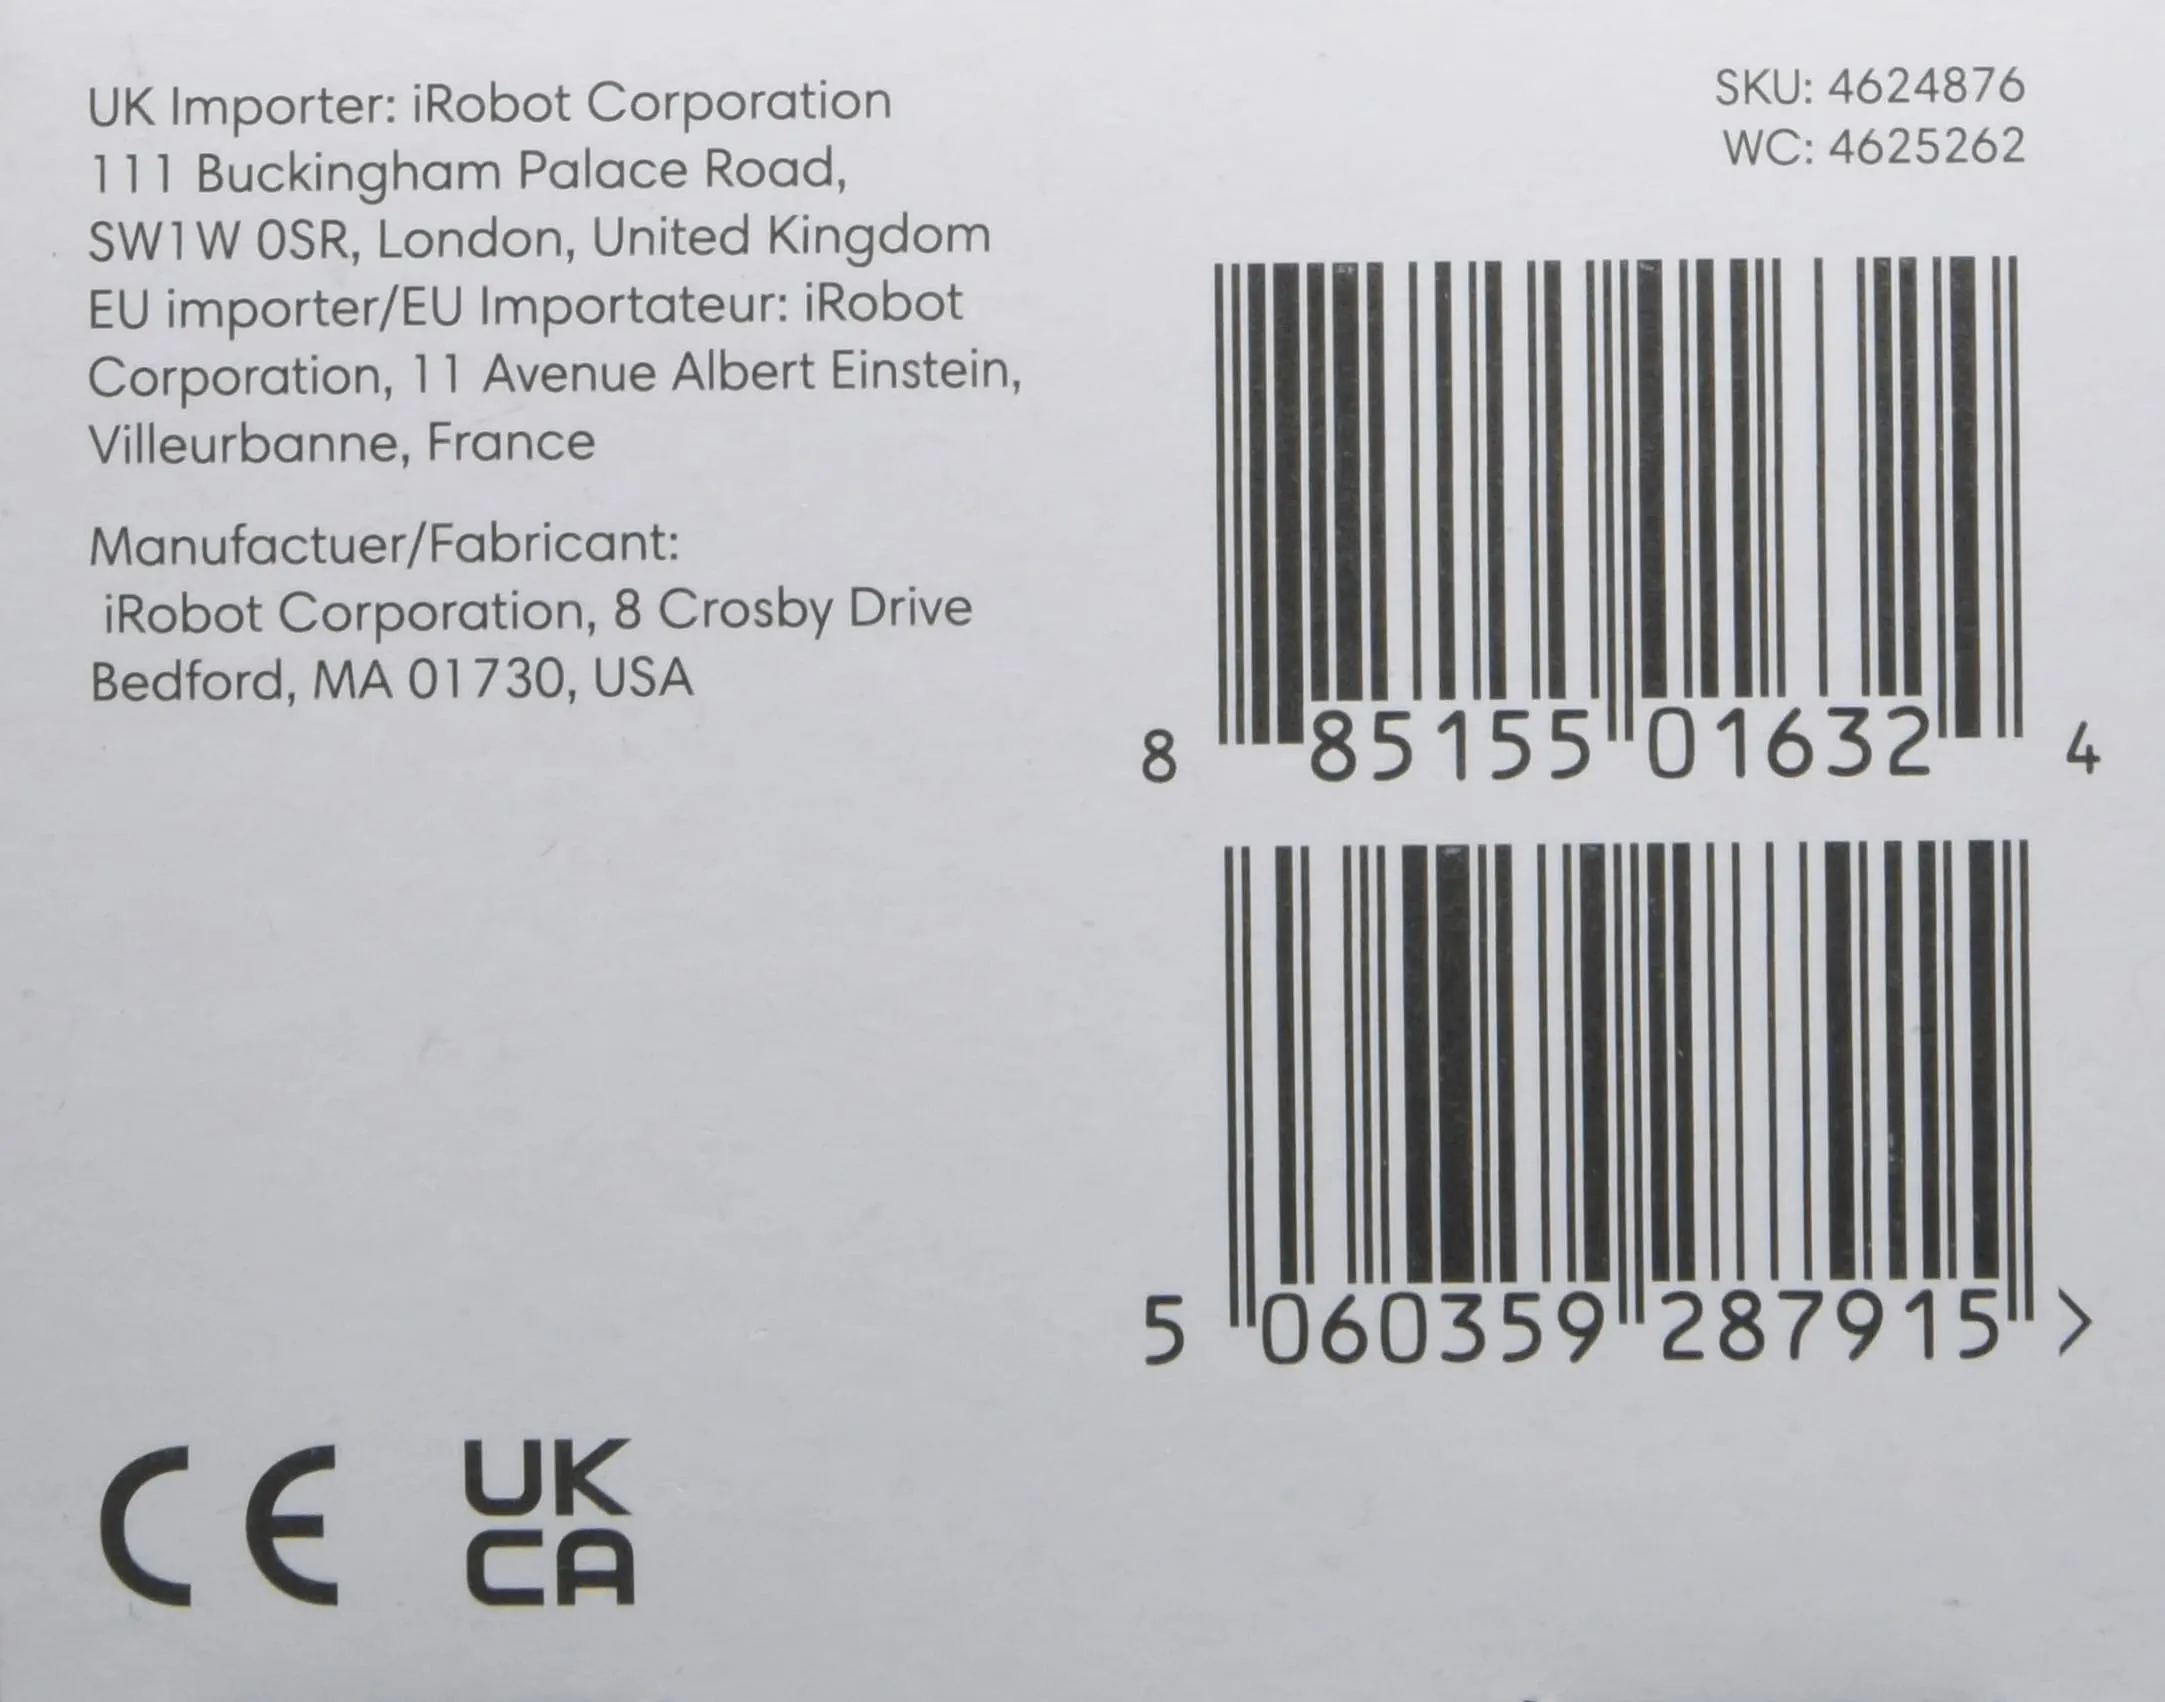 UK Importer: iRobot Corporation
111 Buckingham Palace Road,
SW1W 0SR, London, United Kingdom
EU importer/EU Importateur: iRobot
Corporation, 11 Avenue Albert Einstein,
Villeurbanne, France
Manufactuer/Fabricant:
iRobot Corporation, 8 Crosby Drive
Bedford, MA 01730, USA
SKU: 4624876
WC: 4625262
8 85155 01632 4
5 060359 287915 >
CE
UK
CA